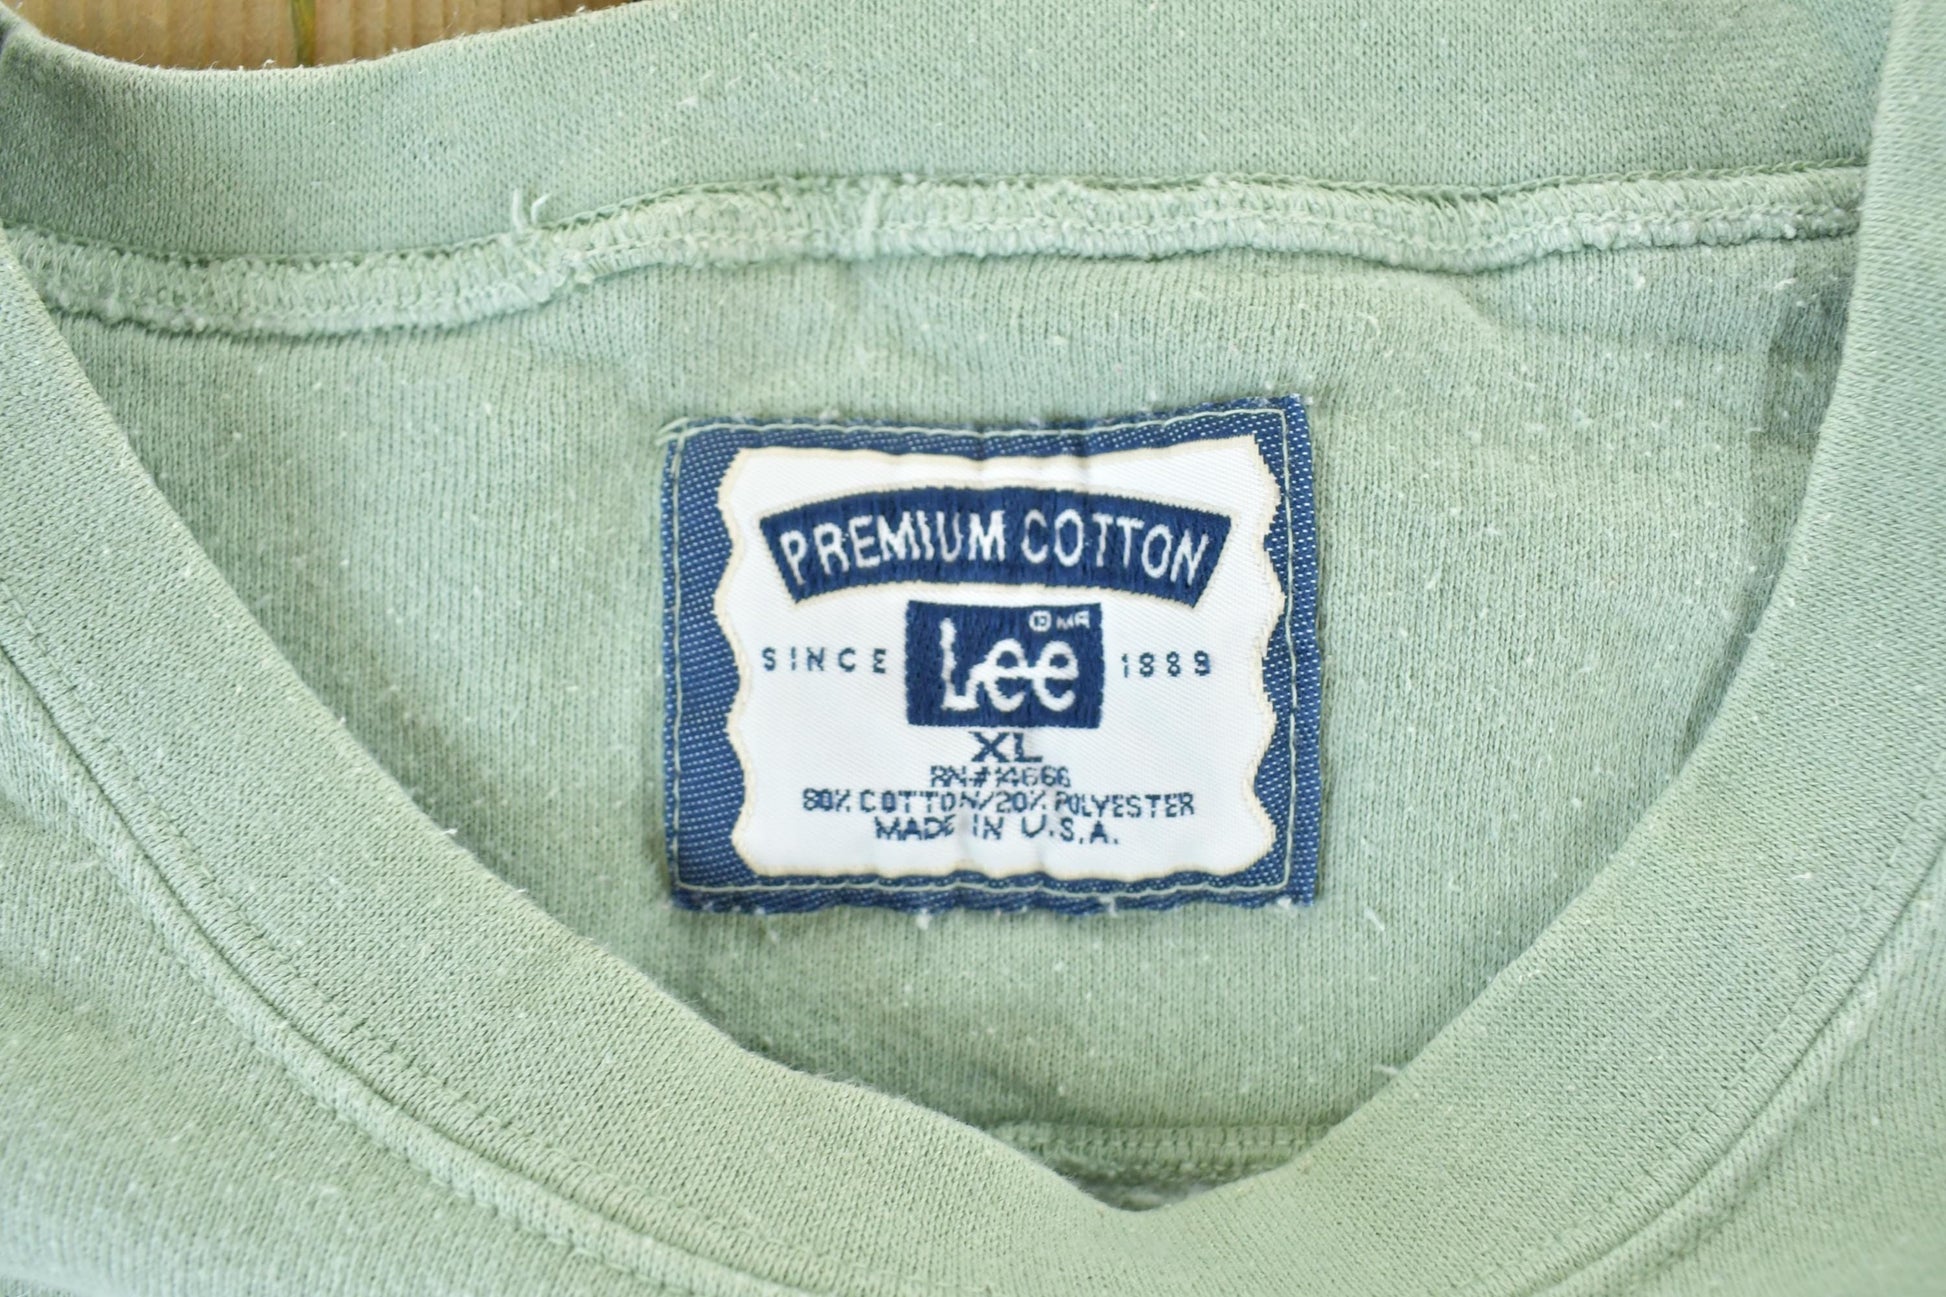 PREMIUM COTTON
SINCE Lee ® MR 1889
XL
RN#14666
80% COTTON/20% POLYESTER
MADE IN U.S.A.